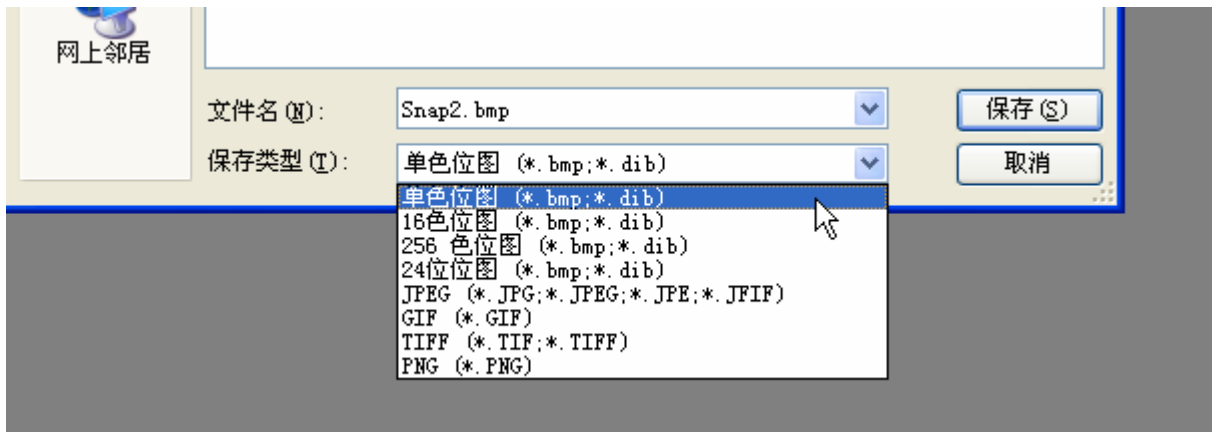 网上邻居
文件名(N): Snap2.bmp 保存(S)
保存类型(T): 单色位图 (*.bmp;*.dib) 取消
单色位图 (*.bmp;*.dib)
16色位图 (*.bmp;*.dib)
256 色位图 (*.bmp;*.dib)
24位位图 (*.bmp;*.dib)
JPEG (*.JPG;*.JPEG;*.JPE;*.JFIF)
GIF (*.GIF)
TIFF (*.TIF;*.TIFF)
PNG (*.PNG)